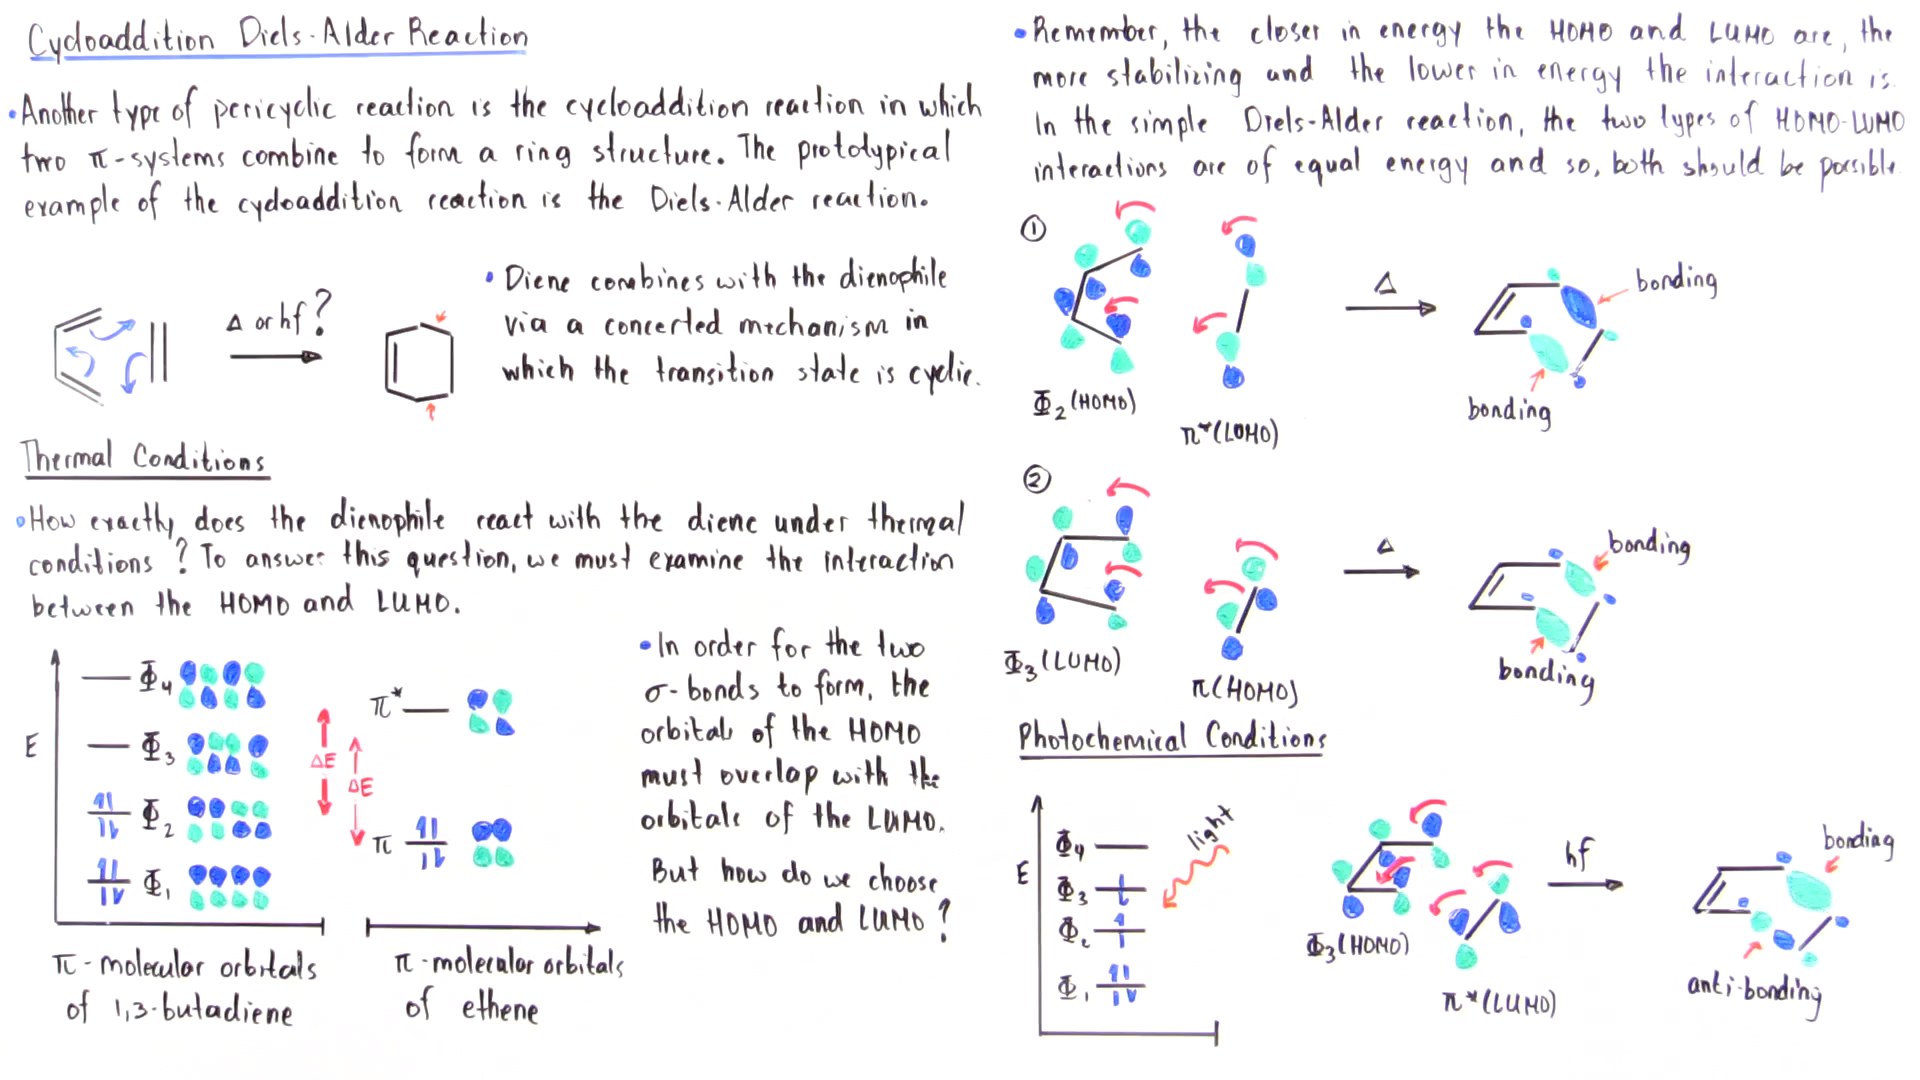 Cycloaddition Diels-Alder Reaction
• Another type of pericyclic reaction is the cycloaddition reaction in which
two π-systems combine to form a ring structure. The prototypical
example of the cycloaddition reaction is the Diels-Alder reaction.
Δ or hf?
• Diene combines with the dienophile
via a concerted mechanism in
which the transition state is cyclic.
Thermal Conditions
• How exactly does the dienophile react with the diene under thermal
conditions? To answer this question, we must examine the interaction
between the HOMO and LUMO.
E
Φ4
Φ3
Φ2
Φ1
ΔE
ΔE
π*
π
π-molecular orbitals
of 1,3-butadiene
π-molecular orbitals
of ethene
• In order for the two
σ-bonds to form, the
orbitals of the HOMO
must overlap with the
orbitals of the LUMO.
But how do we choose
the HOMO and LUMO?
• Remember, the closer in energy the HOMO and LUMO are, the
more stabilizing and the lower in energy the interaction is.
In the simple Diels-Alder reaction, the two types of HOMO-LUMO
interactions are of equal energy and so, both should be possible.
①
Φ2 (HOMO)
π*(LUMO)
Δ
bonding
bonding
②
Φ3 (LUMO)
π(HOMO)
Δ
bonding
bonding
Photochemical Conditions
E
Φ4
Φ3
Φ2
Φ1
light
Φ3(HOMO)
π*(LUMO)
hf
bonding
anti-bonding